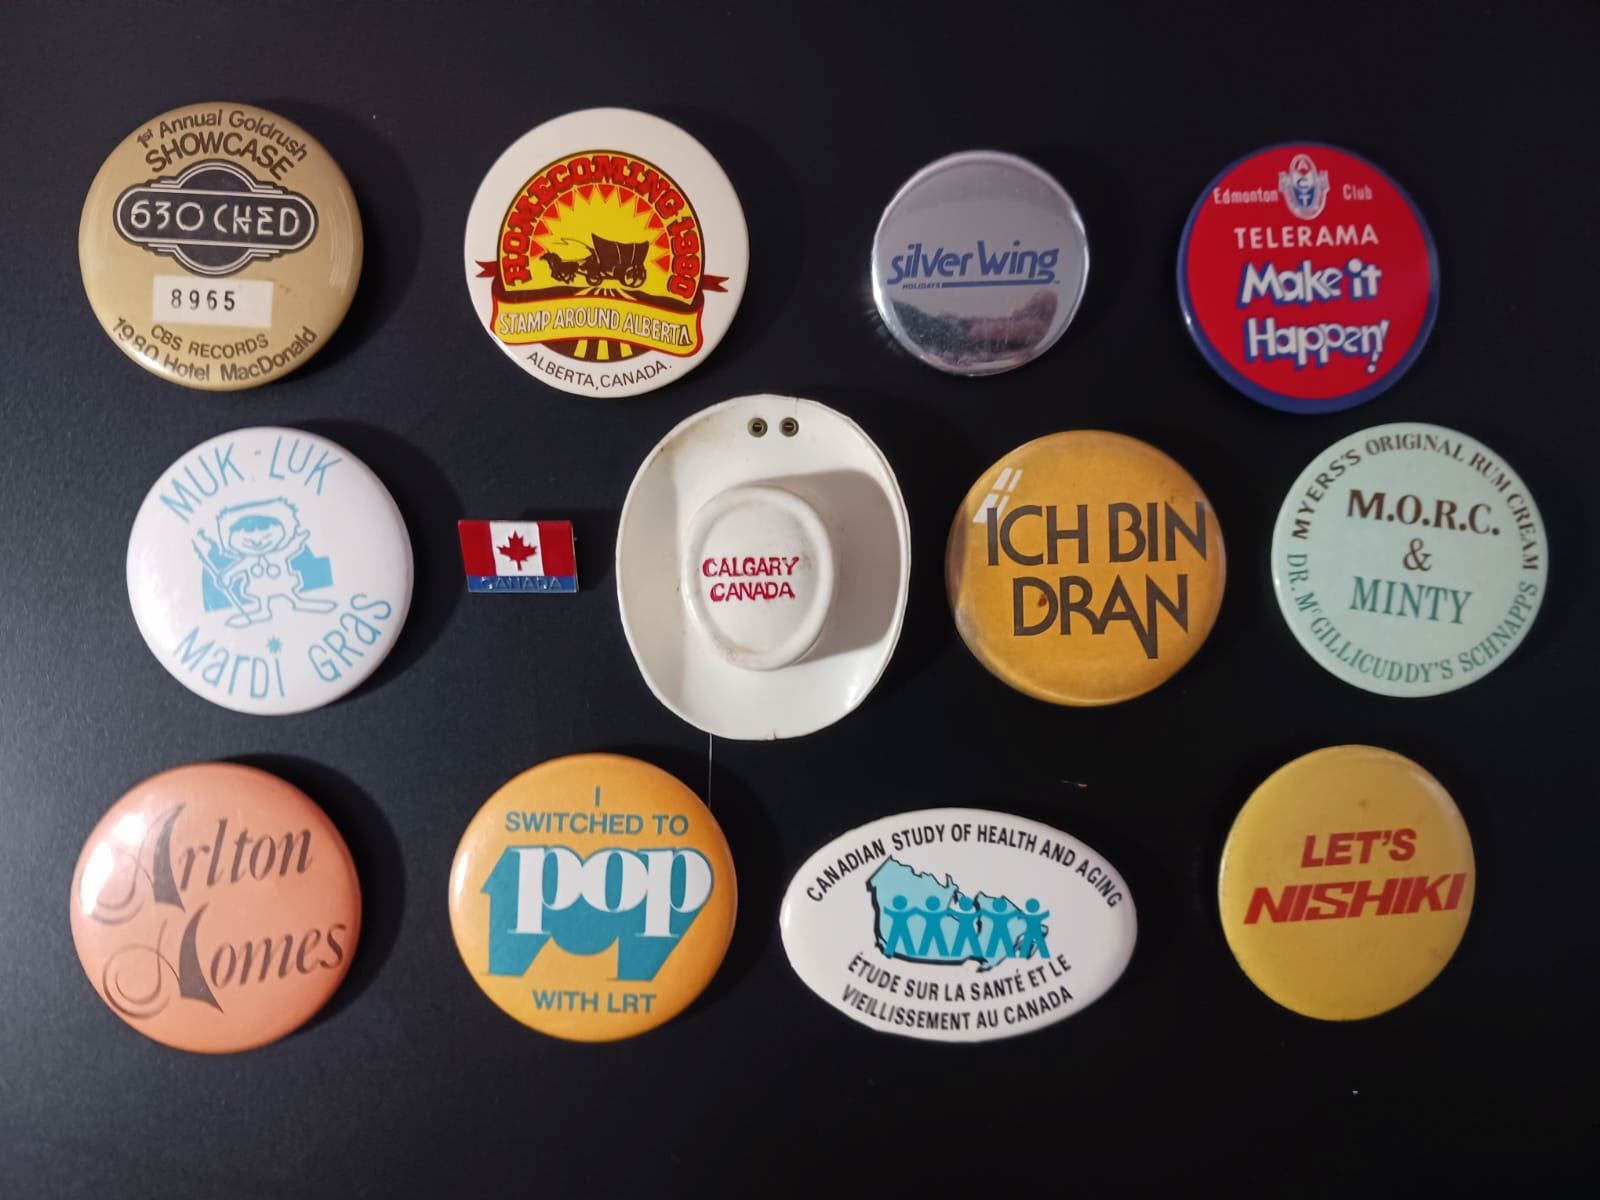 1st Annual Goldrush
SHOWCASE
630 CHED
8965
CBS RECORDS
1980 Hotel MacDonald
HOMECOMING 1980
STAMP AROUND ALBERTA
ALBERTA, CANADA.
silver wing
HOLIDAYS
Edmonton ACT Club
TELERAMA
Make it
Happen!
MUK LUK
Mardi GRas
CANADA
CALGARY
CANADA
ICH BIN
DRAN
MYERS'S ORIGINAL RUM CREAM
M.O.R.C.
&
MINTY
DR. McGILLICUDDY'S SCHNAPPS
Arlton
Homes
I
SWITCHED TO
pop
WITH LRT
CANADIAN STUDY OF HEALTH AND AGING
ÉTUDE SUR LA SANTÉ ET LE
VIEILLISSEMENT AU CANADA
LET'S
NISHIKI